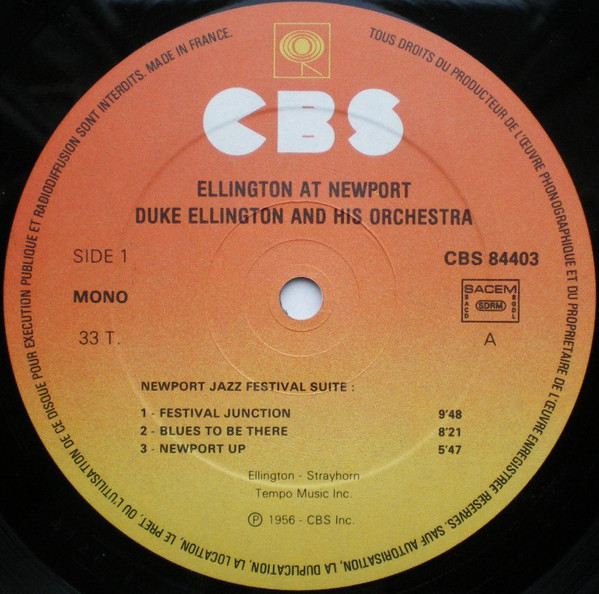 CBS
ELLINGTON AT NEWPORT
DUKE ELLINGTON AND HIS ORCHESTRA
SIDE 1
CBS 84403
MONO
SACEM
SACD
SDRM
SGDL
33 T.
A
NEWPORT JAZZ FESTIVAL SUITE :
1 - FESTIVAL JUNCTION 9'48
2 - BLUES TO BE THERE 8'21
3 - NEWPORT UP 5'47
Ellington - Strayhorn
Tempo Music Inc.
Ⓟ 1956 - CBS Inc.
TOUS DROITS DU PRODUCTEUR DE L'ŒUVRE PHONOGRAPHIQUE ET DU PROPRIETAIRE DE L'ŒUVRE ENREGISTREE RESERVES. SAUF AUTORISATION, LA DUPLICATION, LA LOCATION, LE PRET, OU L'UTILISATION DE CE DISQUE POUR EXECUTION PUBLIQUE ET RADIODIFFUSION SONT INTERDITS. MADE IN FRANCE.